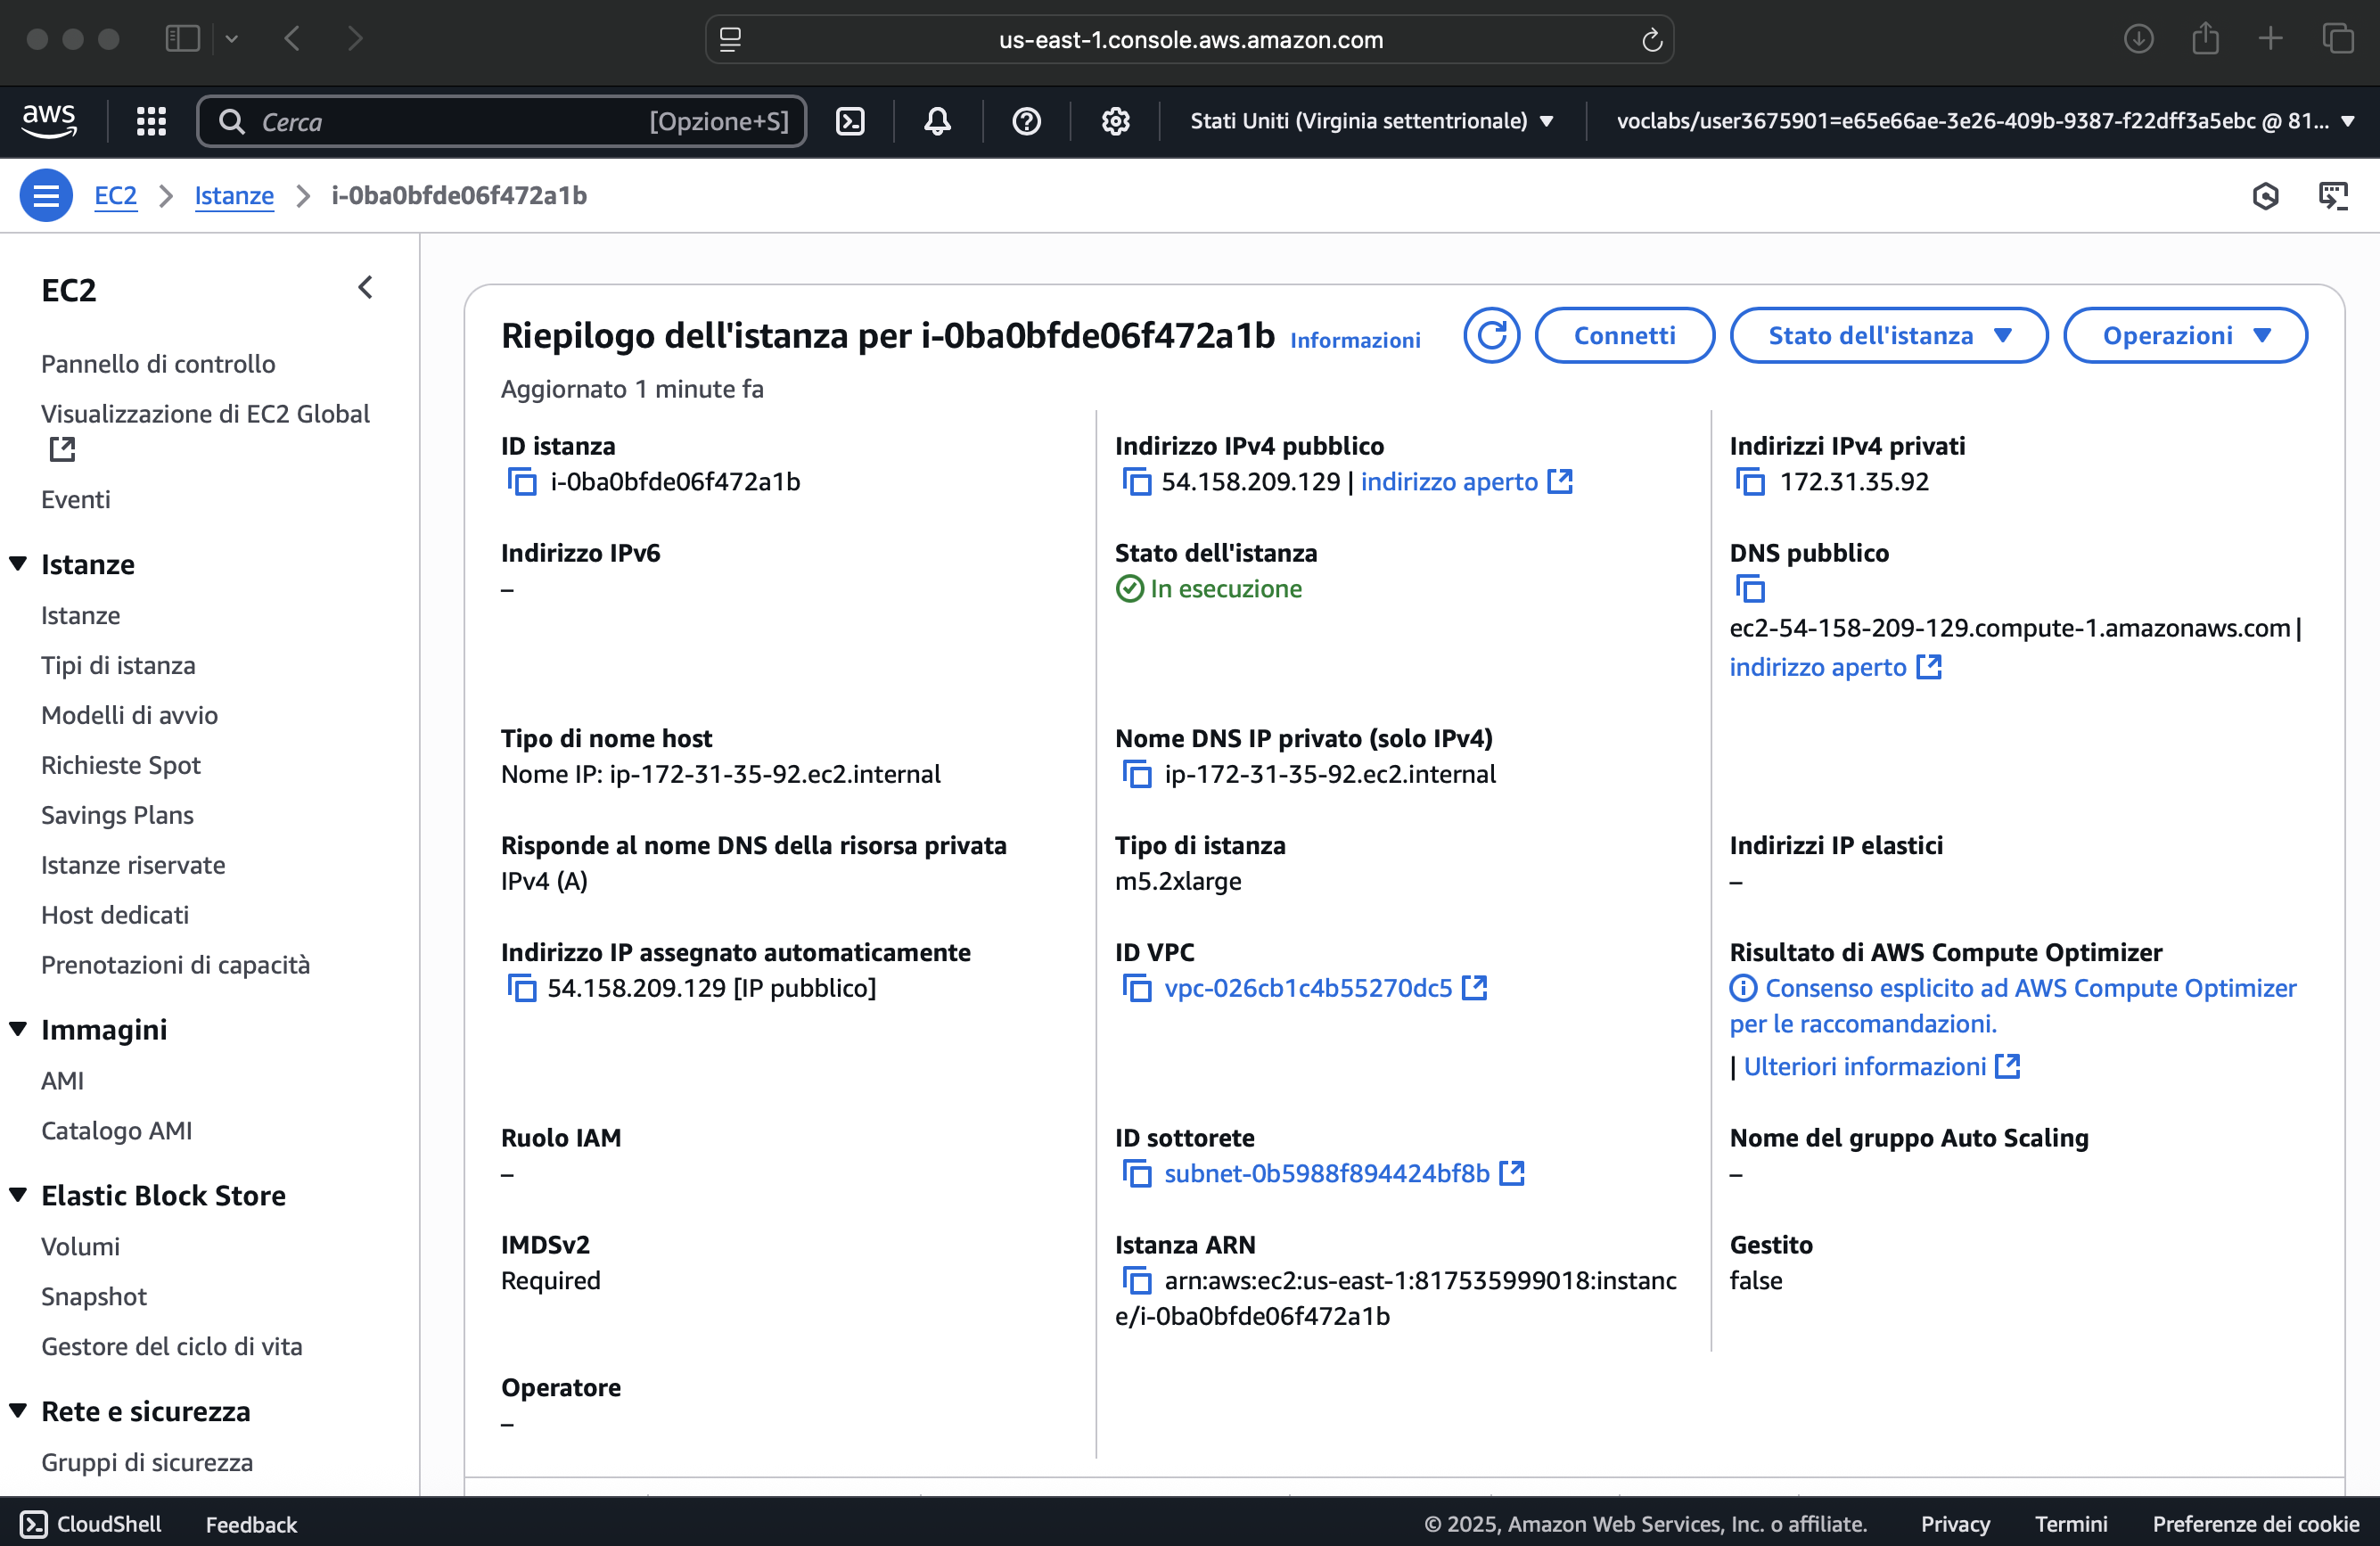 us-east-1.console.aws.amazon.com
aws
Cerca
[Opzione+S]
Stati Uniti (Virginia settentrionale)
voclabs/user3675901=e65e66ae-3e26-409b-9387-f22dff3a5ebc @ 81...
EC2
Istanze
i-0ba0bfde06f472a1b
EC2
Pannello di controllo
Visualizzazione di EC2 Global
Eventi
Istanze
Istanze
Tipi di istanza
Modelli di avvio
Richieste Spot
Savings Plans
Istanze riservate
Host dedicati
Prenotazioni di capacità
Immagini
AMI
Catalogo AMI
Elastic Block Store
Volumi
Snapshot
Gestore del ciclo di vita
Rete e sicurezza
Gruppi di sicurezza
Riepilogo dell'istanza per i-0ba0bfde06f472a1b
Informazioni
Connetti
Stato dell'istanza
Operazioni
Aggiornato 1 minute fa
ID istanza
i-0ba0bfde06f472a1b
Indirizzo IPv4 pubblico
54.158.209.129 | indirizzo aperto
Indirizzi IPv4 privati
172.31.35.92
Indirizzo IPv6
–
Stato dell'istanza
In esecuzione
DNS pubblico
ec2-54-158-209-129.compute-1.amazonaws.com |
indirizzo aperto
Tipo di nome host
Nome IP: ip-172-31-35-92.ec2.internal
Nome DNS IP privato (solo IPv4)
ip-172-31-35-92.ec2.internal
Risponde al nome DNS della risorsa privata
IPv4 (A)
Tipo di istanza
m5.2xlarge
Indirizzi IP elastici
–
Indirizzo IP assegnato automaticamente
54.158.209.129 [IP pubblico]
ID VPC
vpc-026cb1c4b55270dc5
Risultato di AWS Compute Optimizer
Consenso esplicito ad AWS Compute Optimizer
per le raccomandazioni.
| Ulteriori informazioni
Ruolo IAM
–
ID sottorete
subnet-0b5988f894424bf8b
Nome del gruppo Auto Scaling
–
IMDSv2
Required
Istanza ARN
arn:aws:ec2:us-east-1:817535999018:instanc
e/i-0ba0bfde06f472a1b
Gestito
false
Operatore
–
CloudShell
Feedback
© 2025, Amazon Web Services, Inc. o affiliate.
Privacy
Termini
Preferenze dei cookie